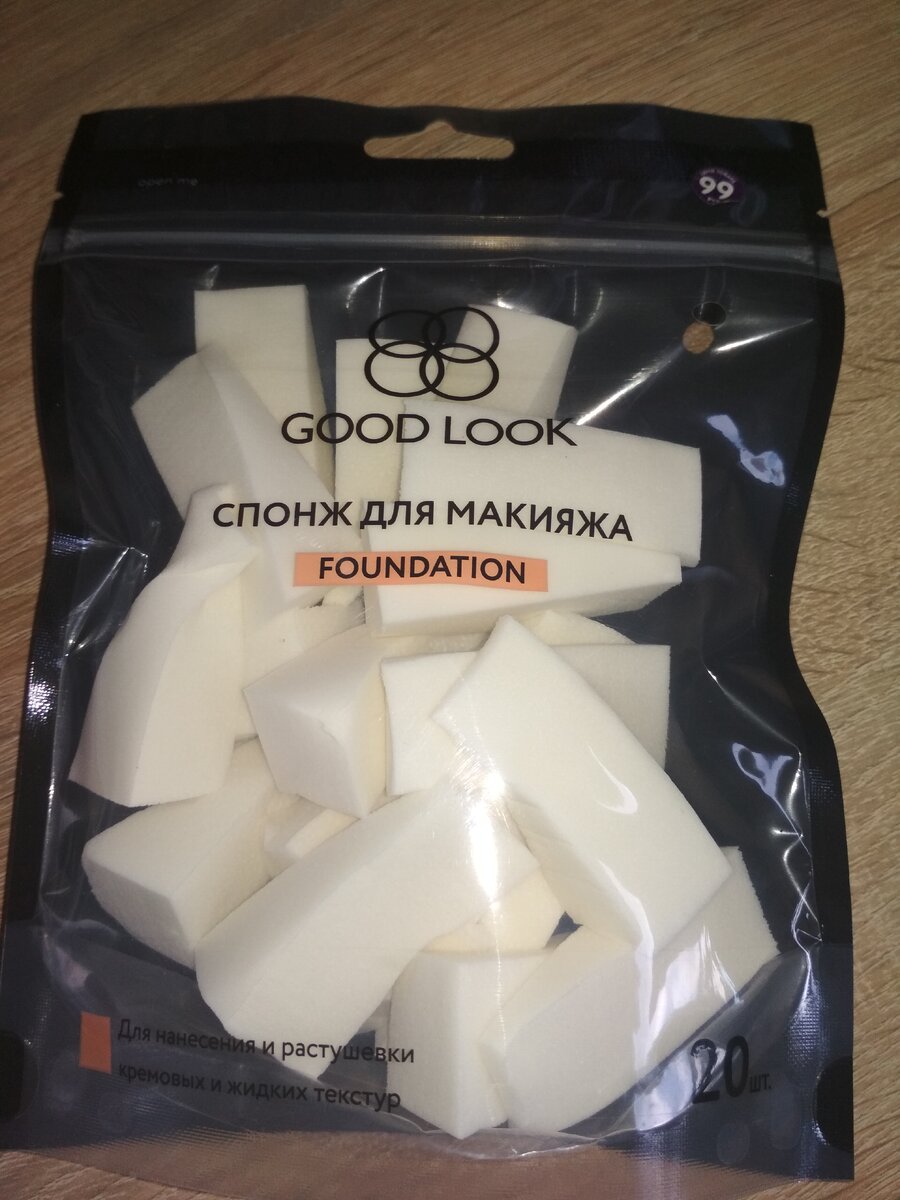 open me
99
GOOD LOOK
СПОНЖ ДЛЯ МАКИЯЖА
FOUNDATION
Для нанесения и растушевки
кремовых и жидких текстур
20 шт.